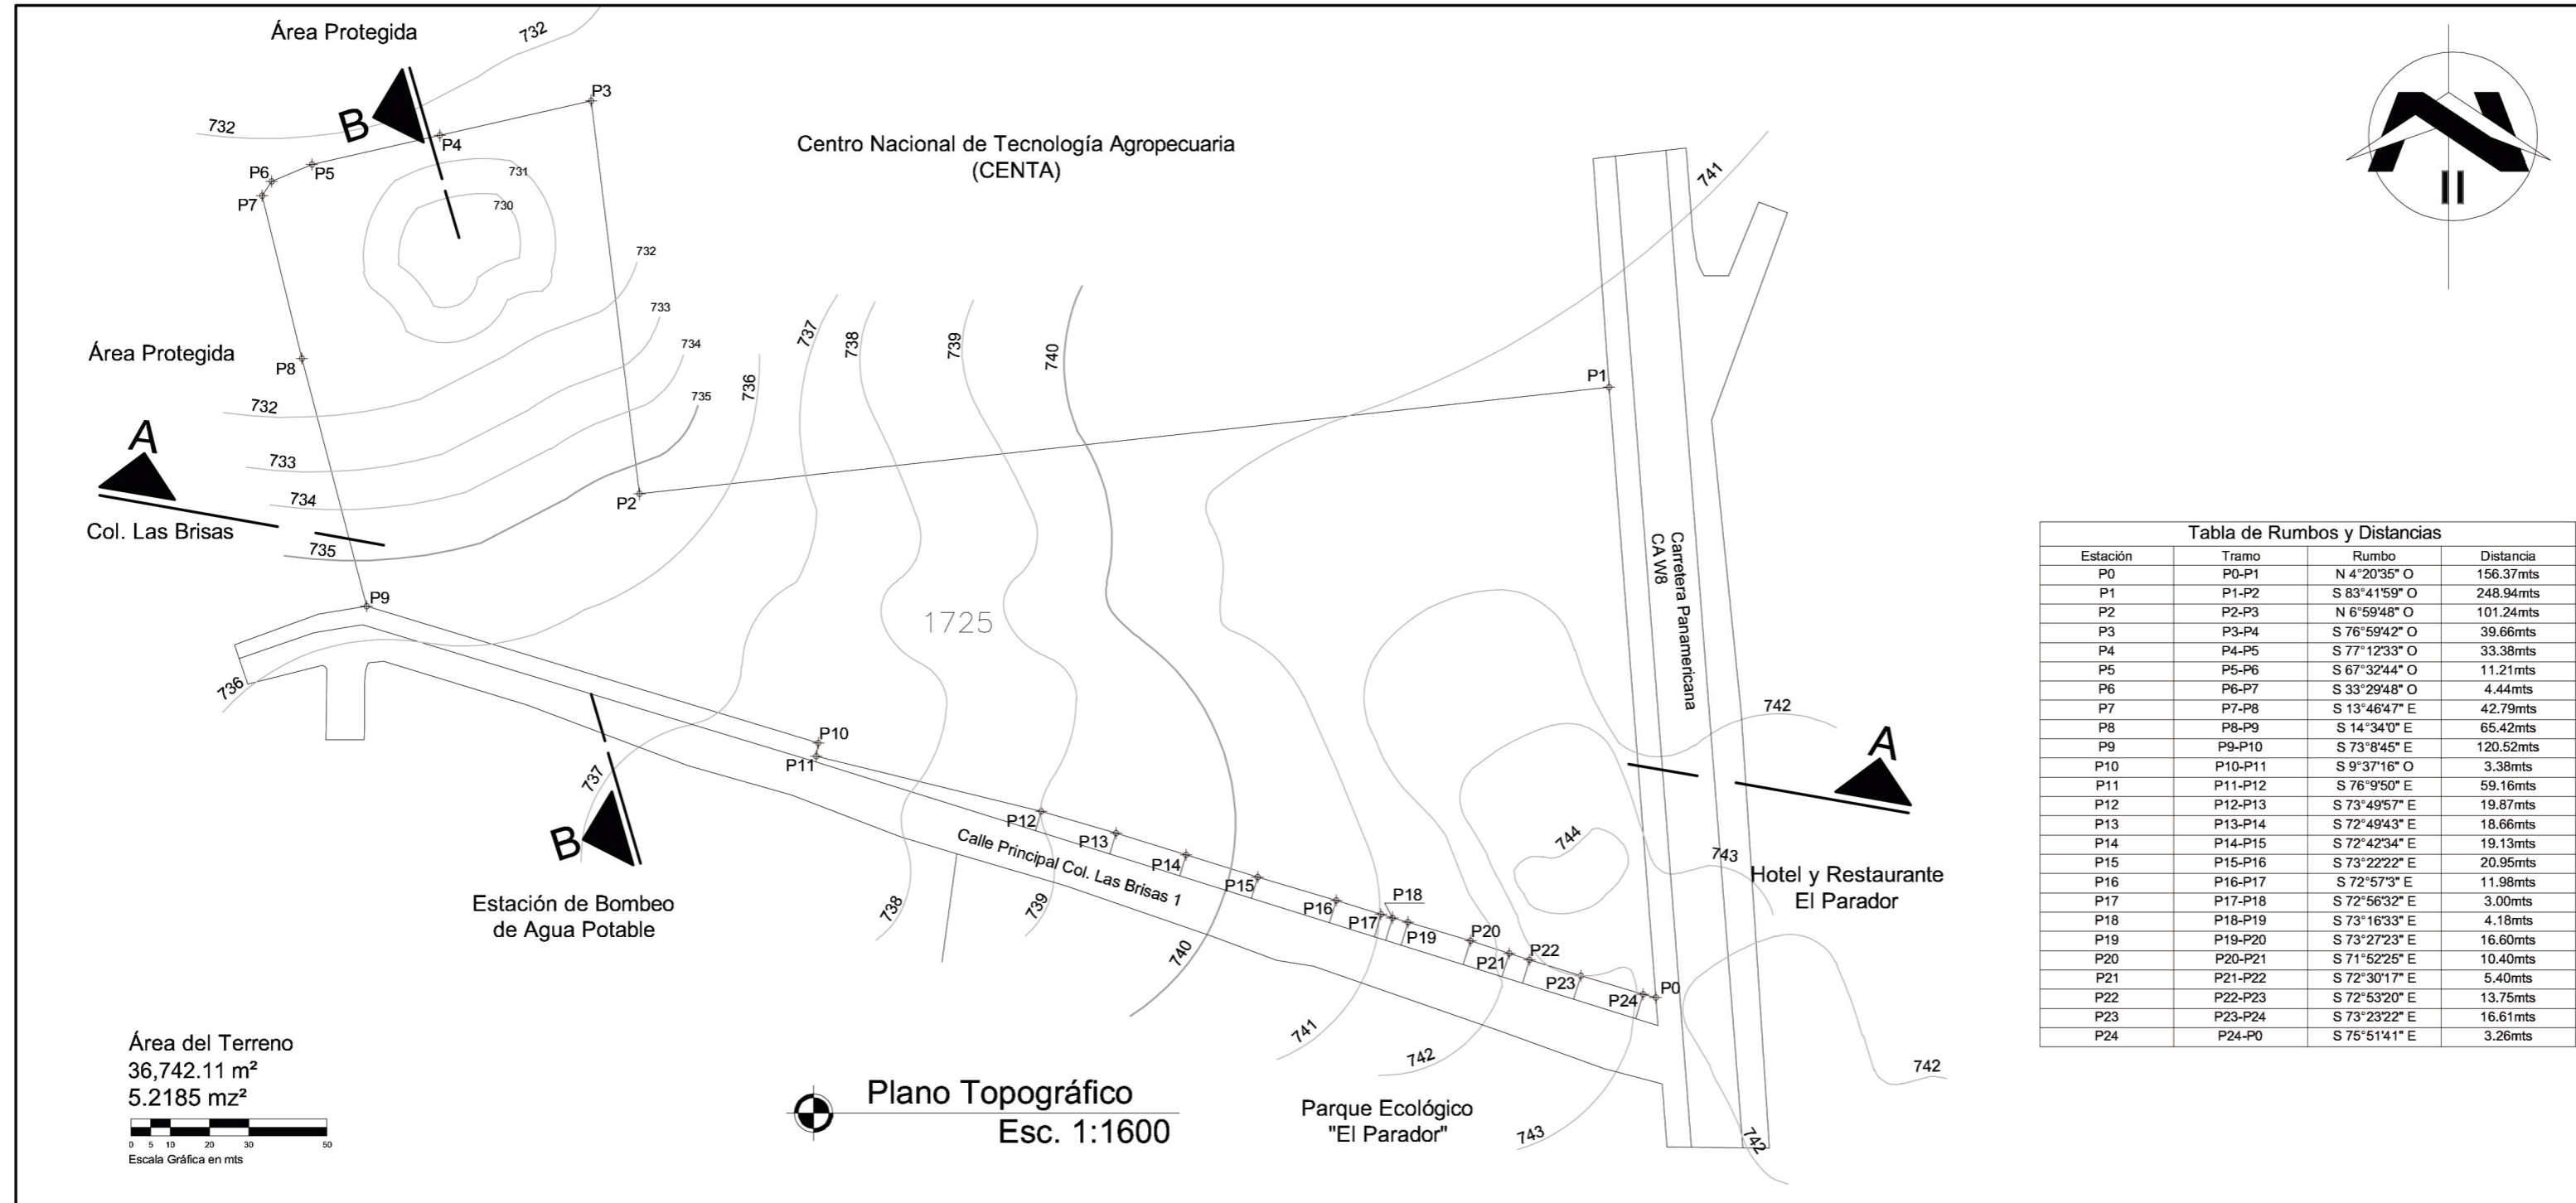 Área Protegida
732
B
P3
732
P4
P6
P5
P7
731
730
Centro Nacional de Tecnología Agropecuaria
(CENTA)
741
N
732
733
734
735
736
737
738
739
740
Área Protegida
P8
P1
732
A
733
734
Col. Las Brisas
735
P2
Carretera Panamericana
CA W8
P9
1725
736
742
A
P10
P11
737
B
P12
P13
P14
P15
P16
P17
P18
P19
P20
P21
P22
P23
P24
P0
Calle Principal Col. Las Brisas 1
744
743
Hotel y Restaurante
El Parador
Estación de Bombeo
de Agua Potable
738
739
740
741
742
743
742
742
Parque Ecológico
"El Parador"
Área del Terreno
36,742.11 m²
5.2185 mz²
0 5 10 20 30 50
Escala Gráfica en mts
Plano Topográfico
Esc. 1:1600
Tabla de Rumbos y Distancias
Estación Tramo Rumbo Distancia
P0 P0-P1 N 4°20'35" O 156.37mts
P1 P1-P2 S 83°41'59" O 248.94mts
P2 P2-P3 N 6°59'48" O 101.24mts
P3 P3-P4 S 76°59'42" O 39.66mts
P4 P4-P5 S 77°12'33" O 33.38mts
P5 P5-P6 S 67°32'44" O 11.21mts
P6 P6-P7 S 33°29'48" O 4.44mts
P7 P7-P8 S 13°46'47" E 42.79mts
P8 P8-P9 S 14°34'0" E 65.42mts
P9 P9-P10 S 73°8'45" E 120.52mts
P10 P10-P11 S 9°37'16" O 3.38mts
P11 P11-P12 S 76°9'50" E 59.16mts
P12 P12-P13 S 73°49'57" E 19.87mts
P13 P13-P14 S 72°49'43" E 18.66mts
P14 P14-P15 S 72°42'34" E 19.13mts
P15 P15-P16 S 73°22'22" E 20.95mts
P16 P16-P17 S 72°57'3" E 11.98mts
P17 P17-P18 S 72°56'32" E 3.00mts
P18 P18-P19 S 73°16'33" E 4.18mts
P19 P19-P20 S 73°27'23" E 16.60mts
P20 P20-P21 S 71°52'25" E 10.40mts
P21 P21-P22 S 72°30'17" E 5.40mts
P22 P22-P23 S 72°53'20" E 13.75mts
P23 P23-P24 S 73°23'22" E 16.61mts
P24 P24-P0 S 75°51'41" E 3.26mts